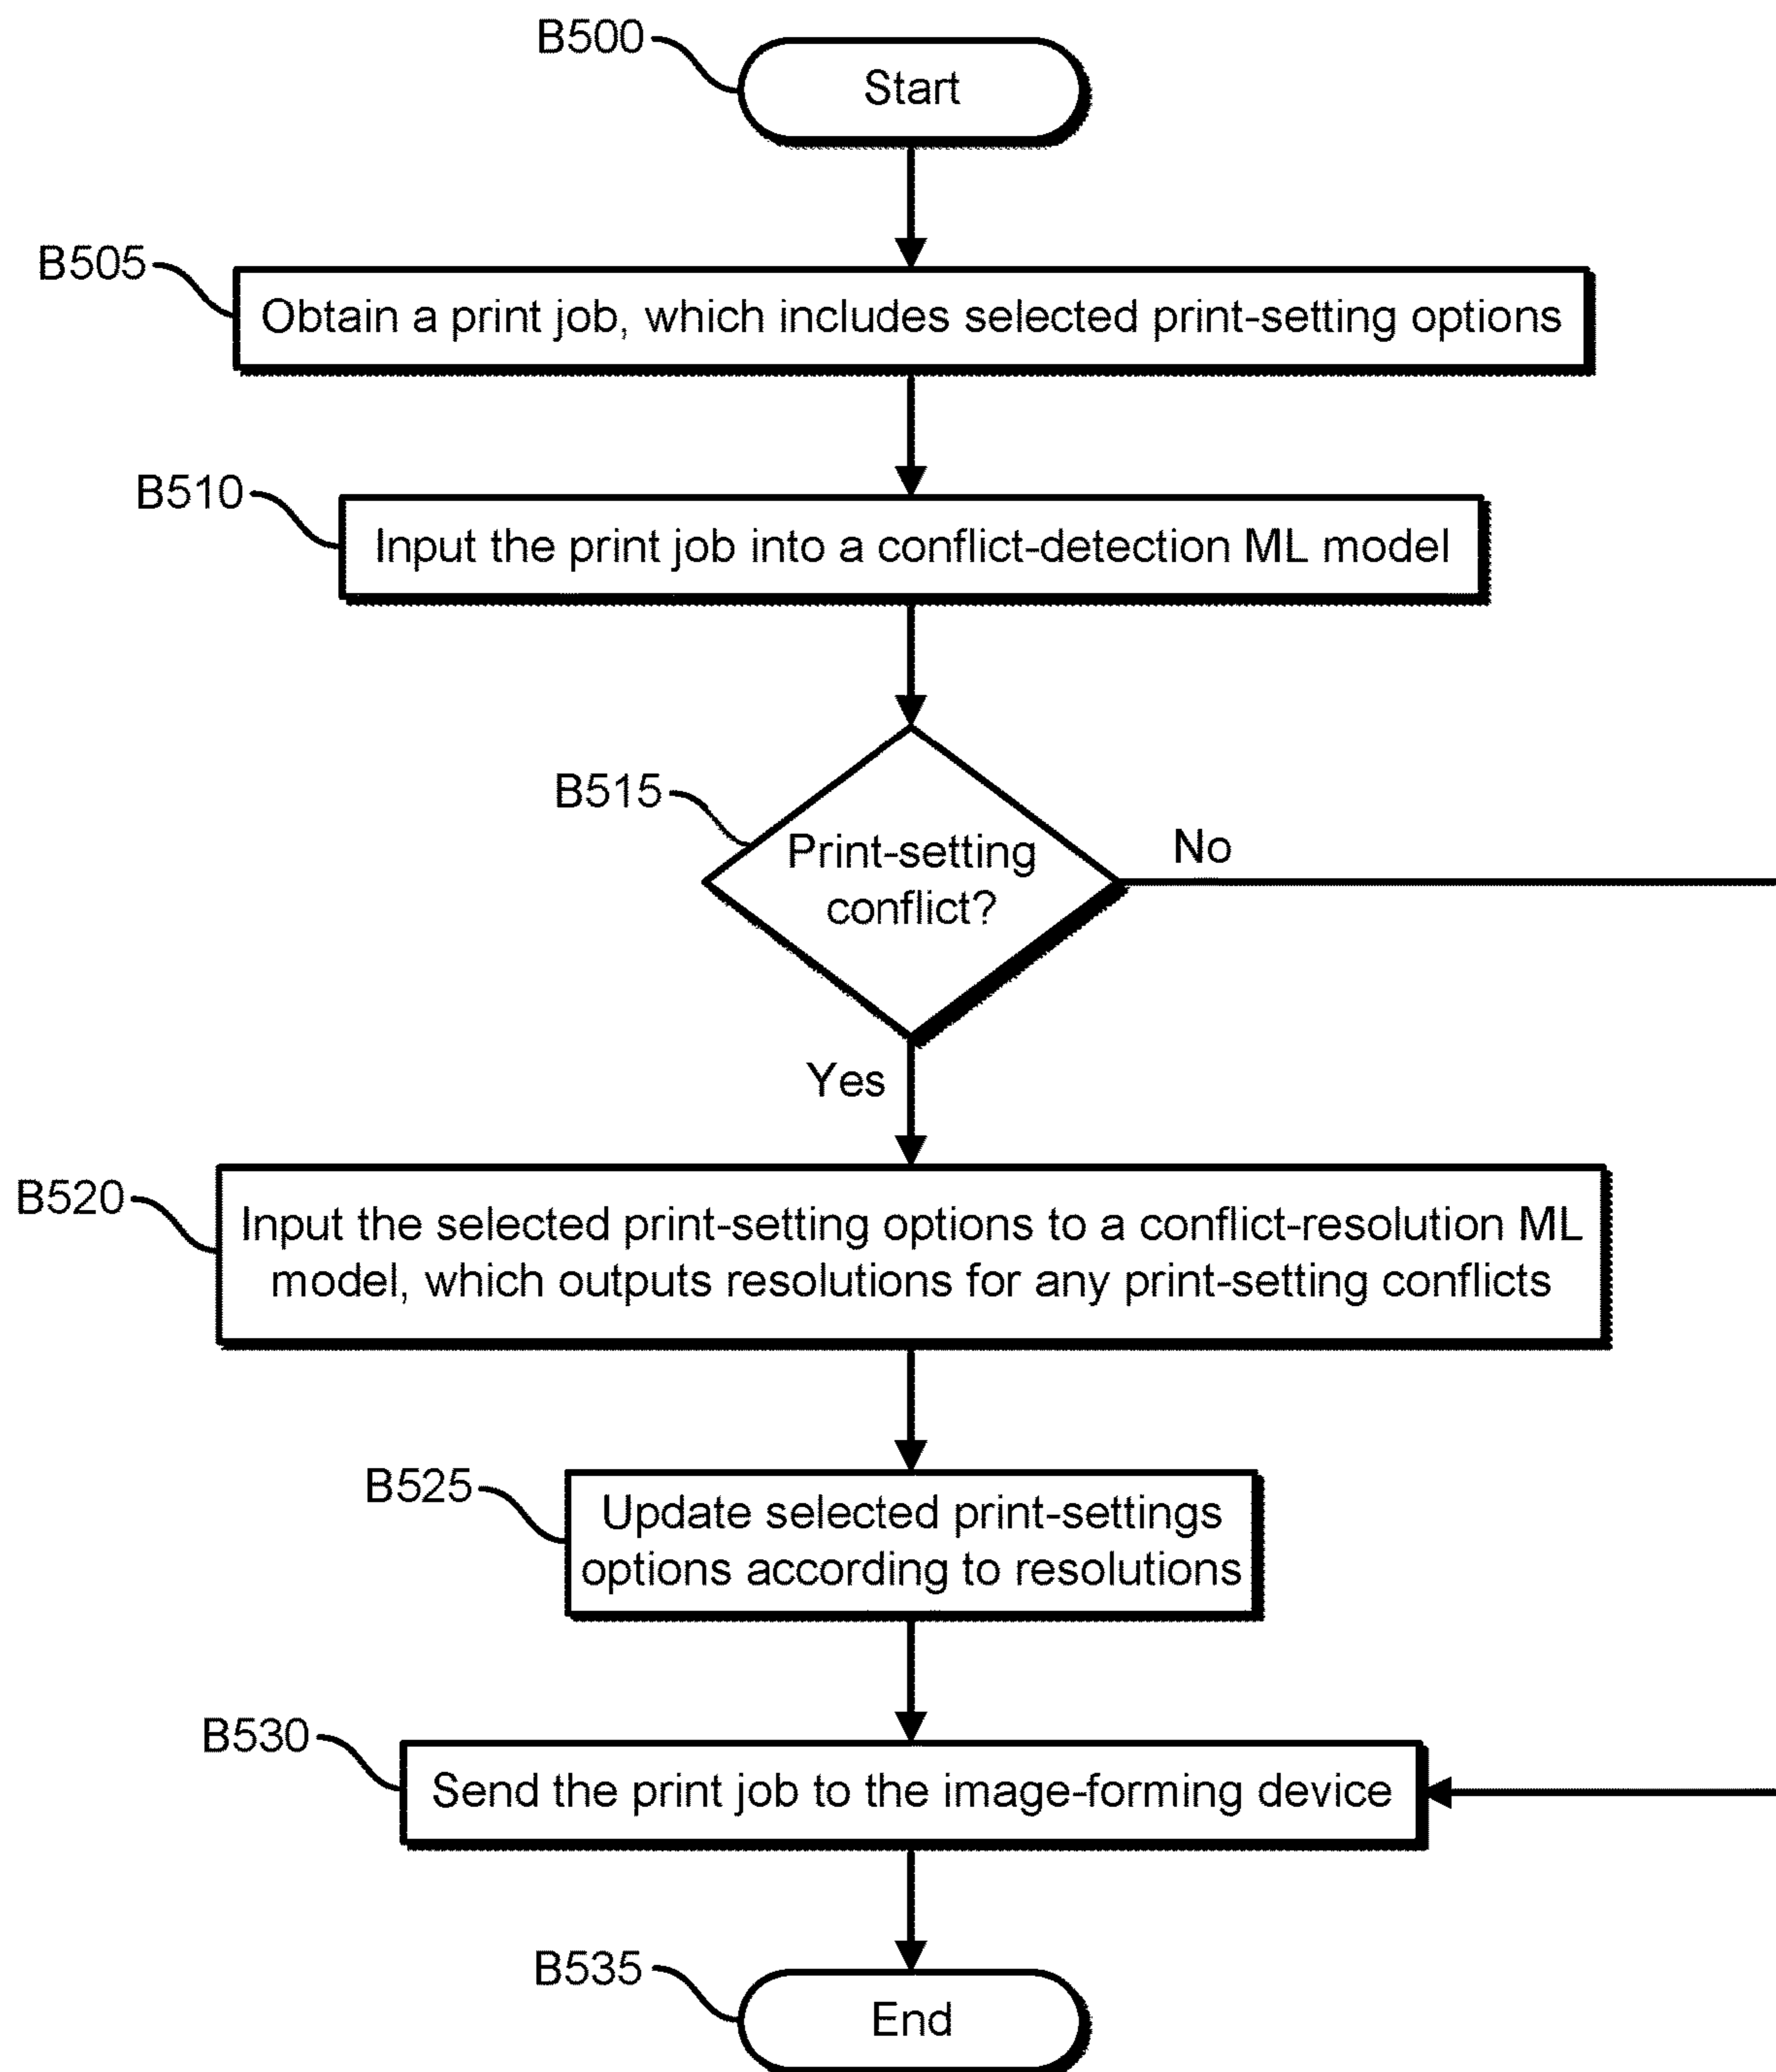 B500
Start
B505
Obtain a print job, which includes selected print-setting options
B510
Input the print job into a conflict-detection ML model
B515
Print-setting
conflict?
No
Yes
B520
Input the selected print-setting options to a conflict-resolution ML
model, which outputs resolutions for any print-setting conflicts
B525
Update selected print-settings
options according to resolutions
B530
Send the print job to the image-forming device
B535
End